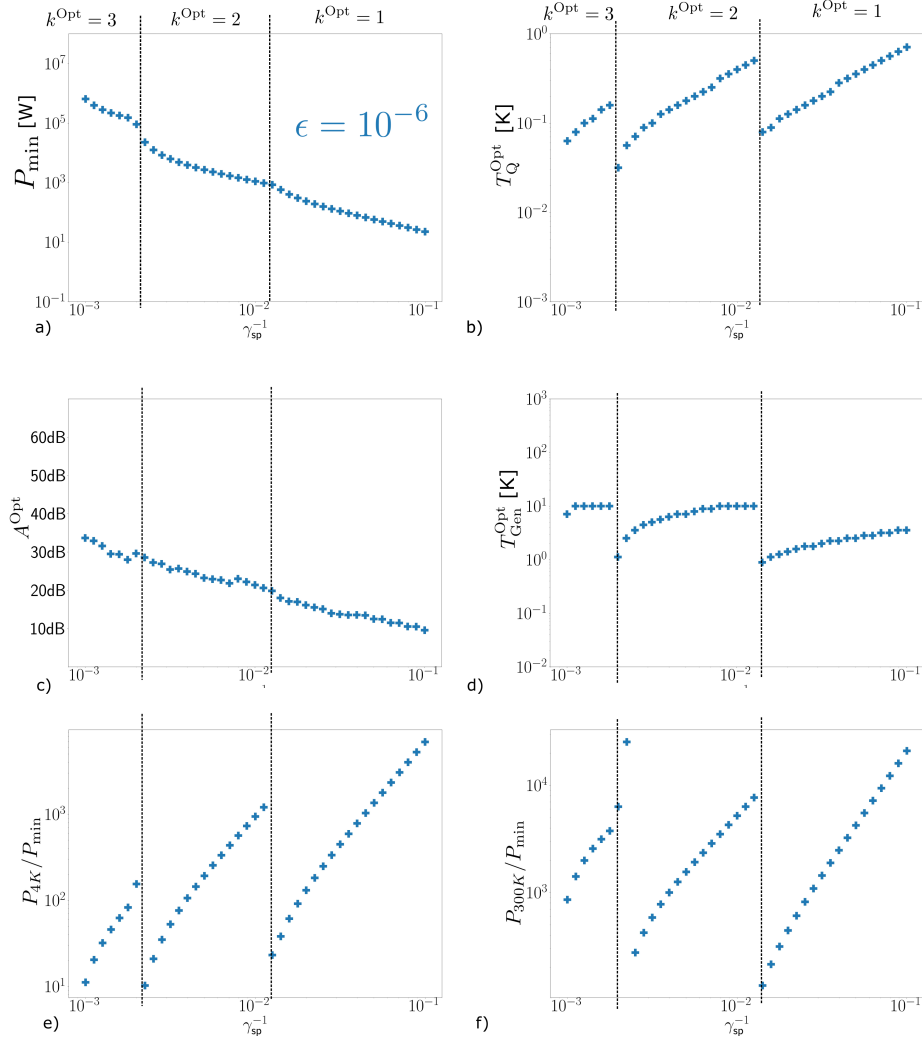 k^Opt = 3 k^Opt = 2 k^Opt = 1
P_min [W]
10^7
10^5
10^3
10^1
10^−1
ϵ = 10^−6
10^−3 10^−2 10^−1
γ_sp^−1
a)
k^Opt = 3 k^Opt = 2 k^Opt = 1
T_Q^Opt [K]
10^0
10^−1
10^−2
10^−3
10^−3 10^−2 10^−1
γ_sp^−1
b)
A^Opt
60dB
50dB
40dB
30dB
20dB
10dB
10^−3 10^−2 10^−1
c)
T_Gen^Opt [K]
10^3
10^2
10^1
10^0
10^−1
10^−2
10^−3 10^−2 10^−1
d)
P_4K/P_min
10^3
10^2
10^1
10^−3 10^−2 10^−1
γ_sp^−1
e)
P_300K/P_min
10^4
10^3
10^−3 10^−2 10^−1
γ_sp^−1
f)